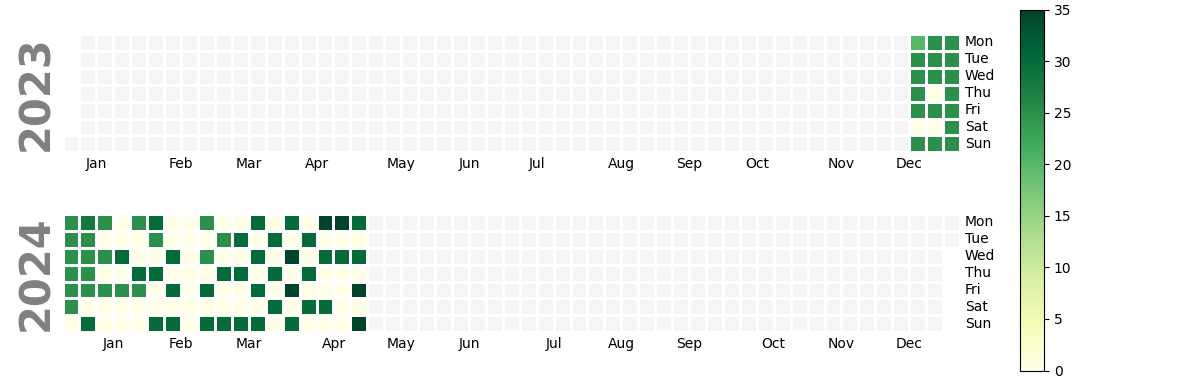 2023
Mon
Tue
Wed
Thu
Fri
Sat
Sun
Jan Feb Mar Apr May Jun Jul Aug Sep Oct Nov Dec
2024
Mon
Tue
Wed
Thu
Fri
Sat
Sun
Jan Feb Mar Apr May Jun Jul Aug Sep Oct Nov Dec
35
30
25
20
15
10
5
0